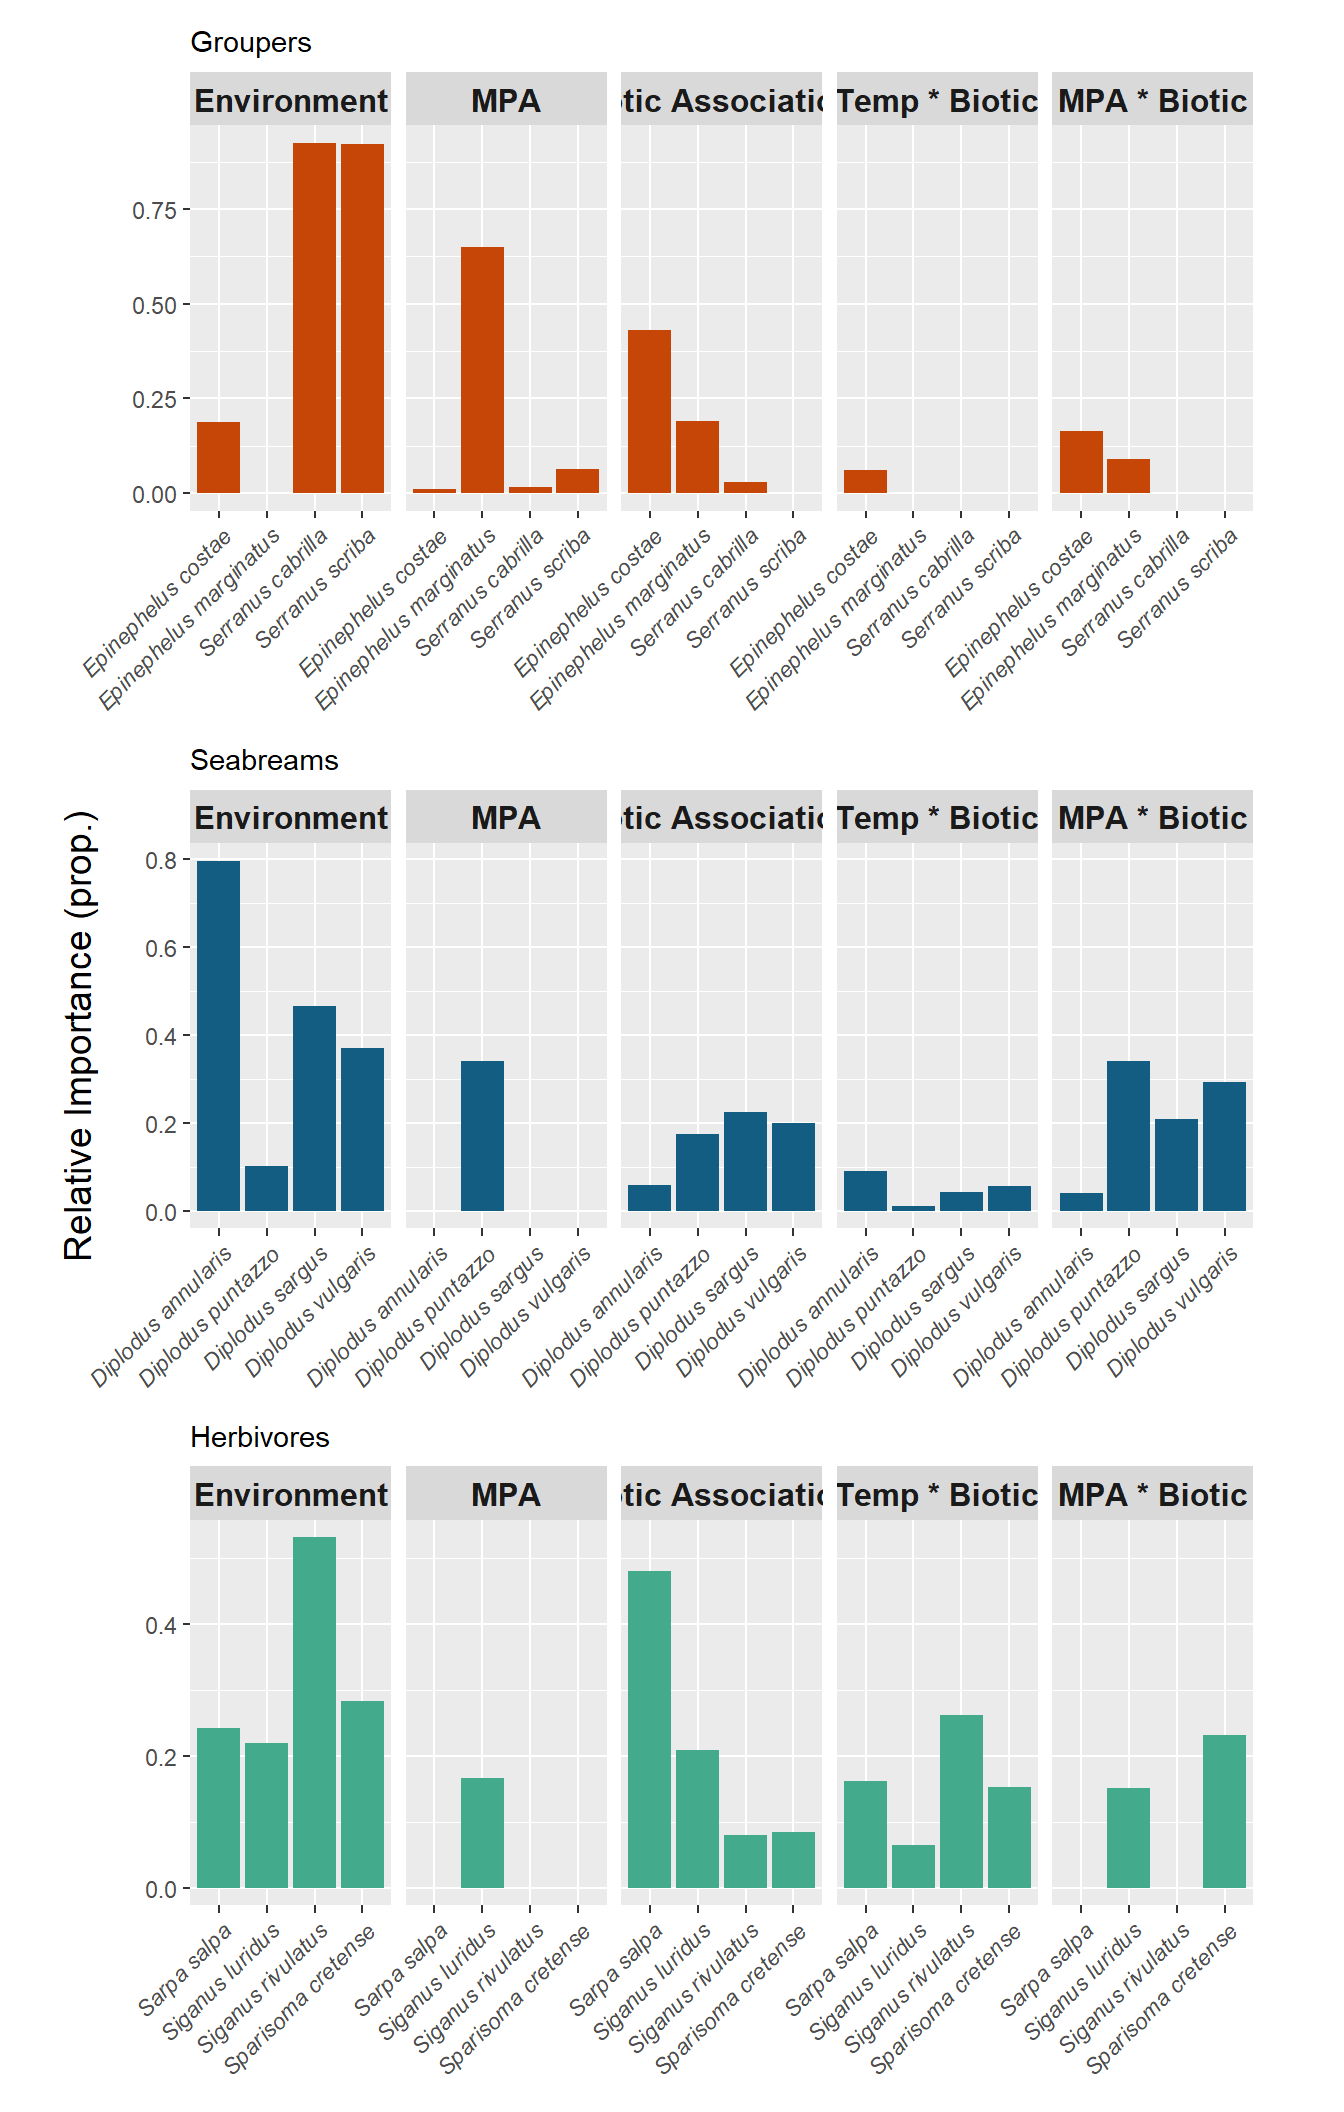 Groupers
Environment MPA otic Associatio Temp * Biotic MPA * Biotic
0.75
0.50
0.25
0.00
Epinephelus costae Epinephelus marginatus Serranus cabrilla Serranus scriba Epinephelus costae Epinephelus marginatus Serranus cabrilla Serranus scriba Epinephelus costae Epinephelus marginatus Serranus cabrilla Serranus scriba Epinephelus costae Epinephelus marginatus Serranus cabrilla Serranus scriba Epinephelus costae Epinephelus marginatus Serranus cabrilla Serranus scriba
Relative Importance (prop.)
Seabreams
Environment MPA otic Associatio Temp * Biotic MPA * Biotic
0.8
0.6
0.4
0.2
0.0
Diplodus annularis Diplodus puntazzo Diplodus sargus Diplodus vulgaris Diplodus annularis Diplodus puntazzo Diplodus sargus Diplodus vulgaris Diplodus annularis Diplodus puntazzo Diplodus sargus Diplodus vulgaris Diplodus annularis Diplodus puntazzo Diplodus sargus Diplodus vulgaris Diplodus annularis Diplodus puntazzo Diplodus sargus Diplodus vulgaris
Herbivores
Environment MPA otic Associatio Temp * Biotic MPA * Biotic
0.4
0.2
0.0
Sarpa salpa Siganus luridus Siganus rivulatus Sparisoma cretense Sarpa salpa Siganus luridus Siganus rivulatus Sparisoma cretense Sarpa salpa Siganus luridus Siganus rivulatus Sparisoma cretense Sarpa salpa Siganus luridus Siganus rivulatus Sparisoma cretense Sarpa salpa Siganus luridus Siganus rivulatus Sparisoma cretense